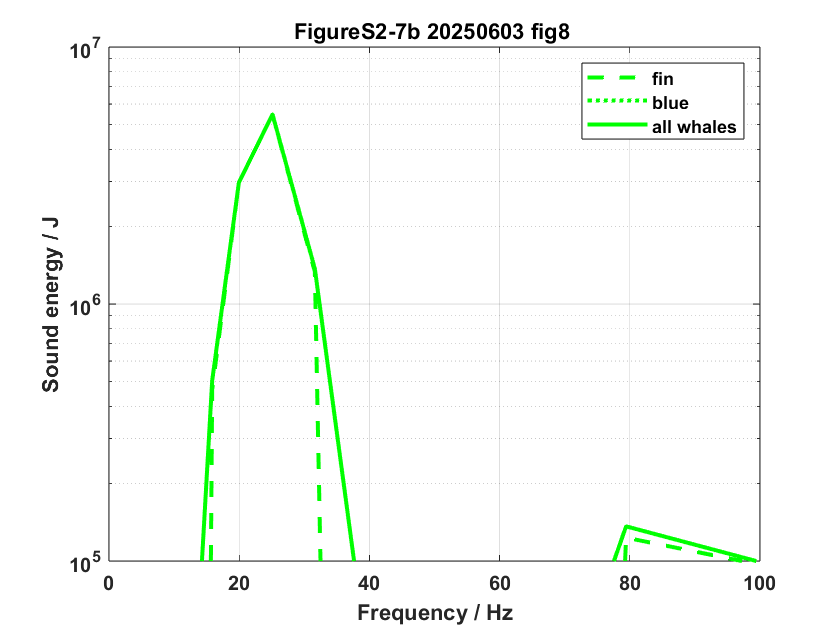 FigureS2-7b 20250603 fig8
10^7
fin
blue
all whales
Sound energy / J
10^6
10^5
0 20 40 60 80 100
Frequency / Hz